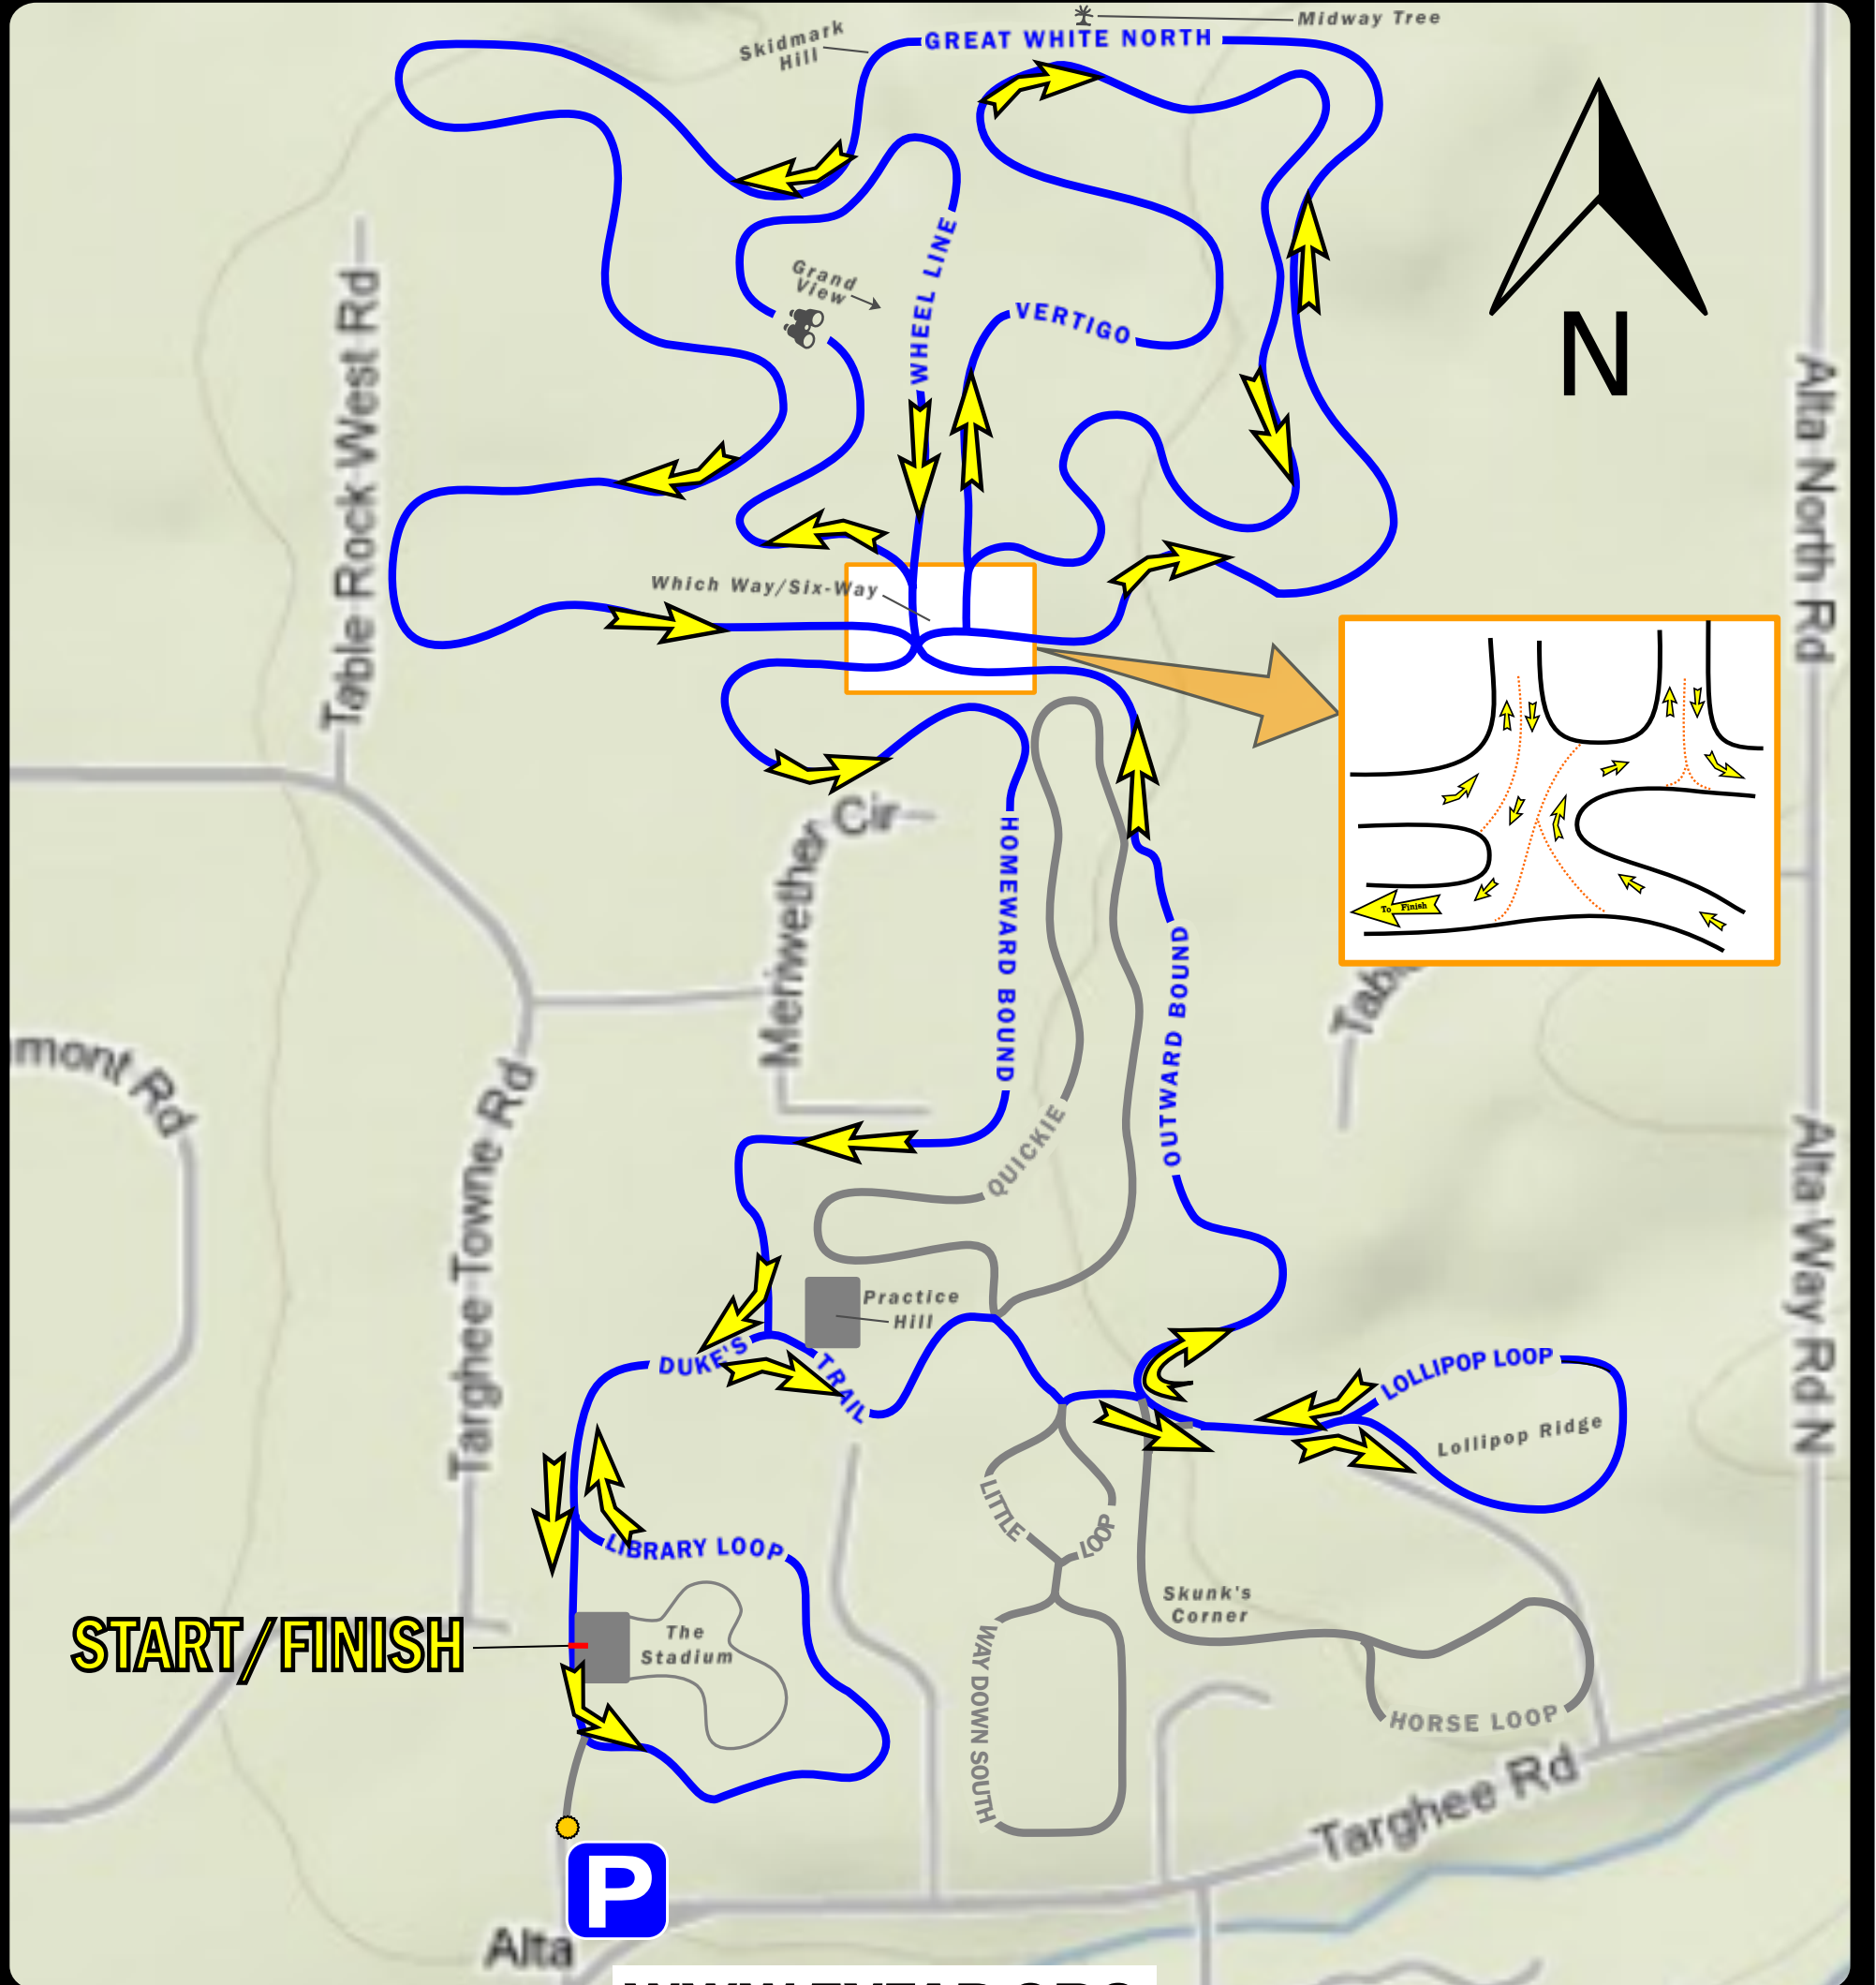 Midway Tree
Skidmark
Hill
GREAT WHITE NORTH
Grand
View
WHEEL LINE
VERTIGO
N
Table Rock West Rd
Alta North Rd
Which Way/Six-Way
To Finish
Meriwether Cir
HOMEWARD BOUND
OUTWARD BOUND
mont Rd
Targhee Towne Rd
QUICKIE
Alta Way Rd N
Practice
Hill
DUKE'S TRAIL
LOLLIPOP LOOP
Lollipop Ridge
LITTLE LOOP
LIBRARY LOOP
Skunk's
Corner
START/FINISH
The
Stadium
WAY DOWN SOUTH
HORSE LOOP
Targhee Rd
P
Alta